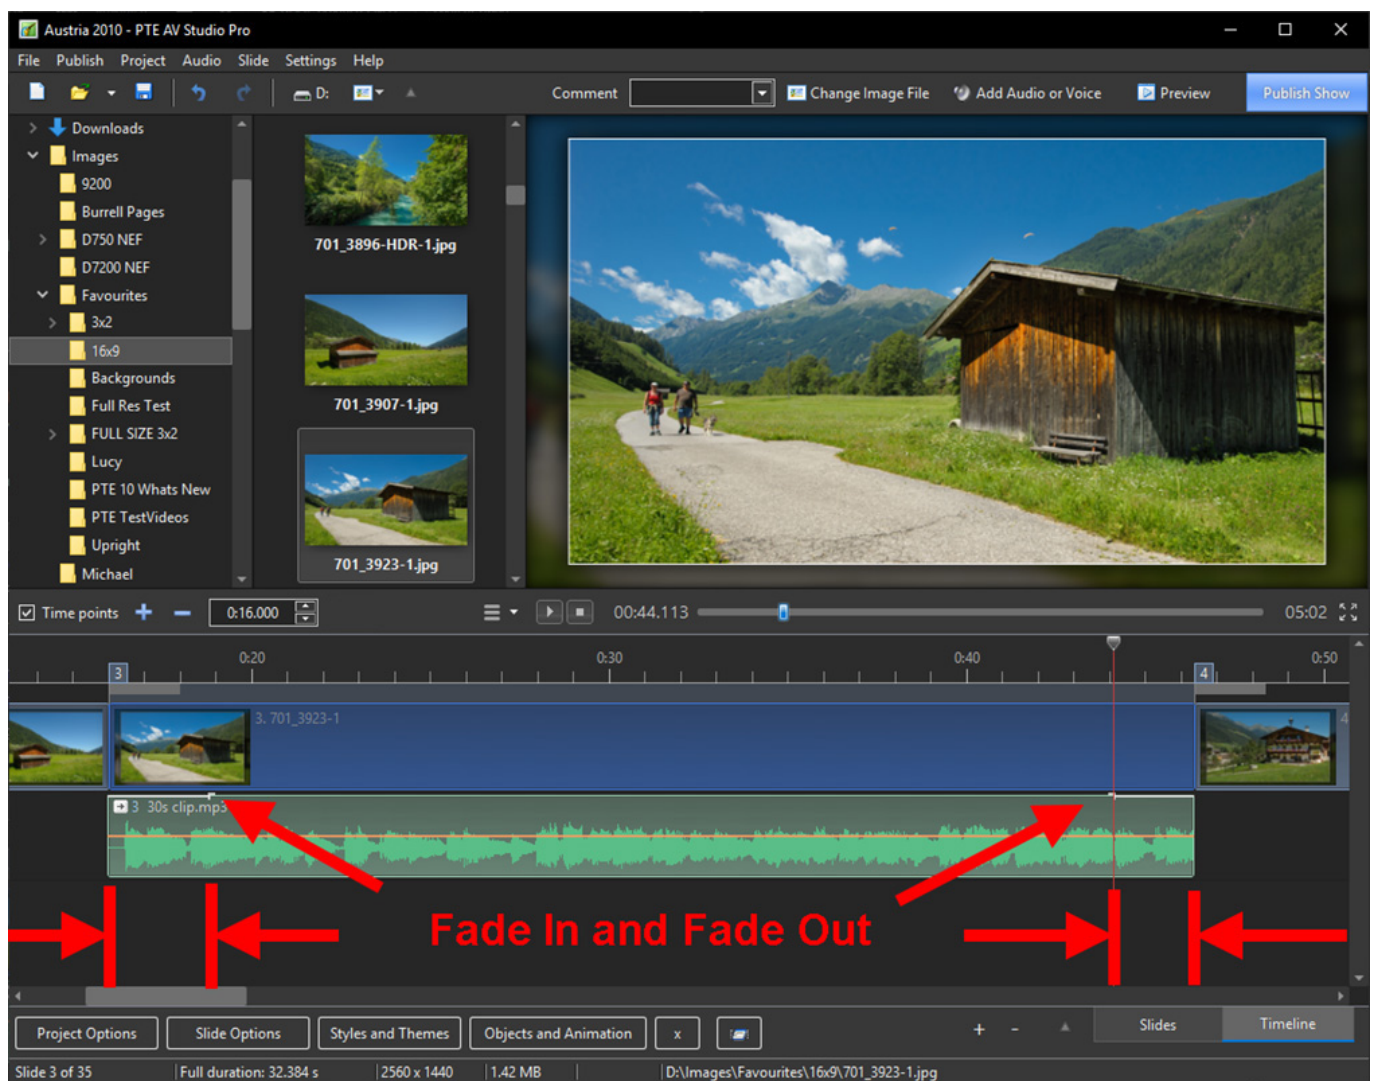 Austria 2010 - PTE AV Studio Pro
File Publish Project Audio Slide Settings Help
D: Comment Change Image File Add Audio or Voice Preview Publish Show
Downloads
Images
9200
Burrell Pages
D750 NEF
D7200 NEF
Favourites
3x2
16x9
Backgrounds
Full Res Test
FULL SIZE 3x2
Lucy
PTE 10 Whats New
PTE TestVideos
Upright
Michael
701_3896-HDR-1.jpg
701_3907-1.jpg
701_3923-1.jpg
Time points 0:16.000 00:44.113 05:02
0:20 0:30 0:40 0:50
3 4
3. 701_3923-1 4
3 30s clip.mp3
Fade In and Fade Out
Project Options Slide Options Styles and Themes Objects and Animation x + - Slides Timeline
Slide 3 of 35 Full duration: 32.384 s 2560 x 1440 1.42 MB D:\Images\Favourites\16x9\701_3923-1.jpg